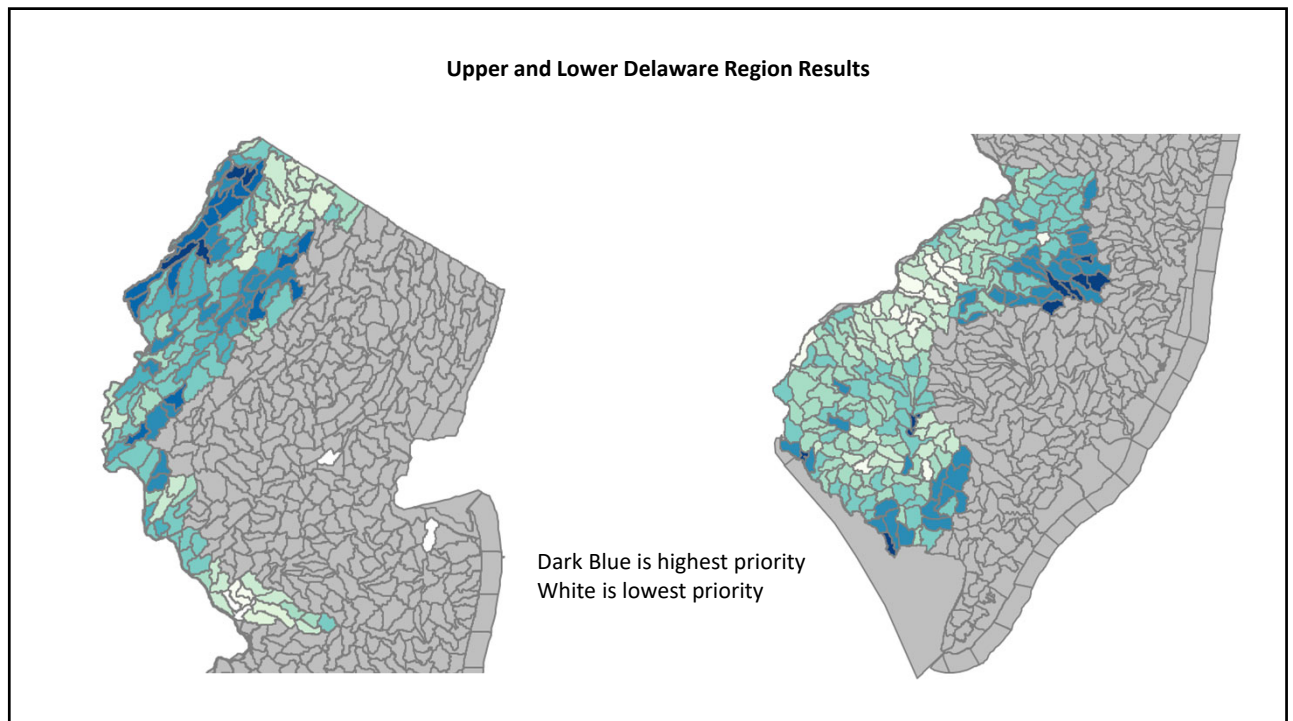 Upper and Lower Delaware Region Results
Dark Blue is highest priority
White is lowest priority